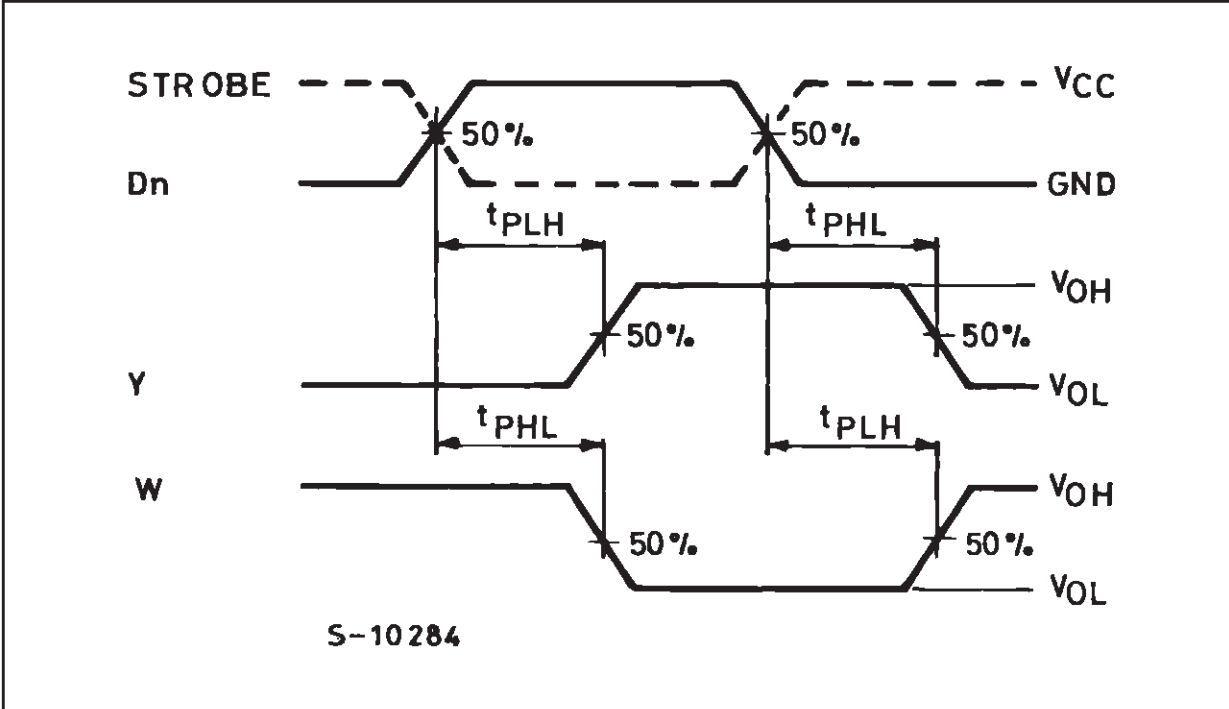 STROBE VCC
50% 50%
Dn GND
tPLH tPHL
VOH
50% 50%
Y VOL
tPHL tPLH
W VOH
50% 50%
VOL
S-10284